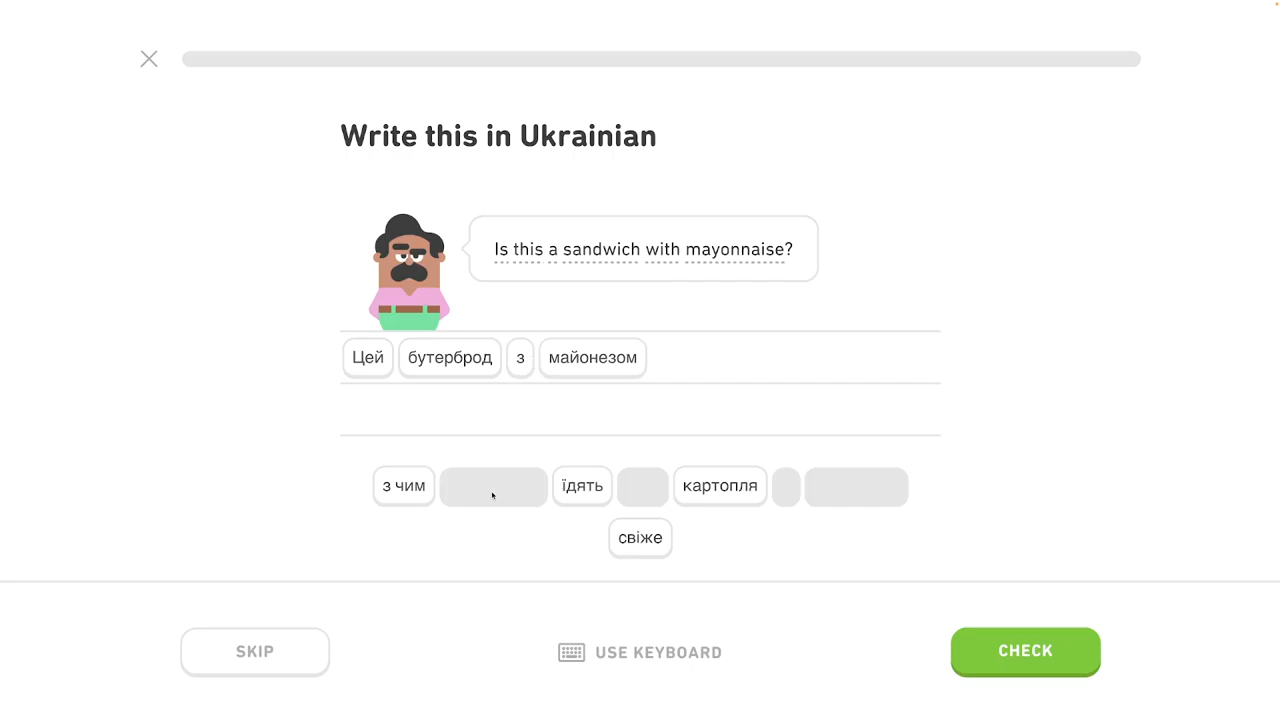 Write this in Ukrainian
Is this a sandwich with mayonnaise?
Цей бутерброд з майонезом
з чим їдять картопля
свіже
SKIP USE KEYBOARD CHECK